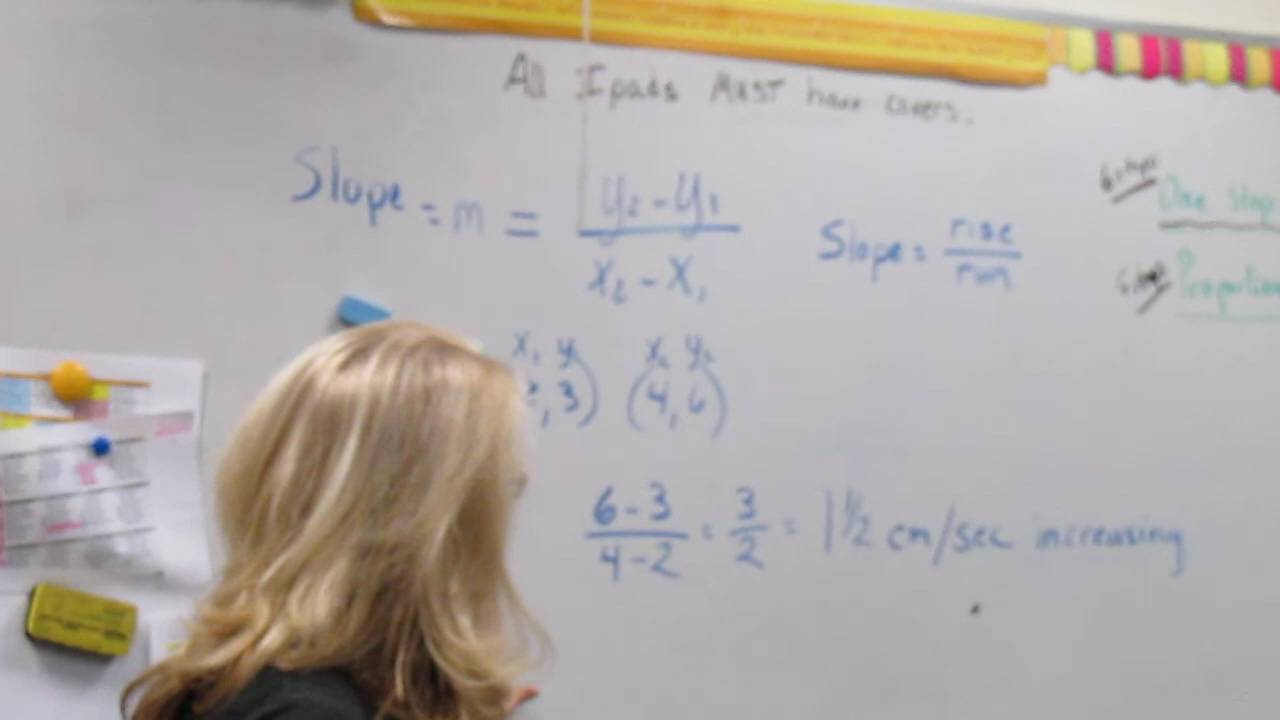 All Ipads MUST have covers.
Slope = m = y₂ - y₁ / x₂ - x₁
Slope = rise / run
One Step
x₁ y₁ x₂ y₂
, 3) (4, 6)
6 - 3 / 4 - 2 = 3 / 2 = 1 1/2 cm/sec increasing